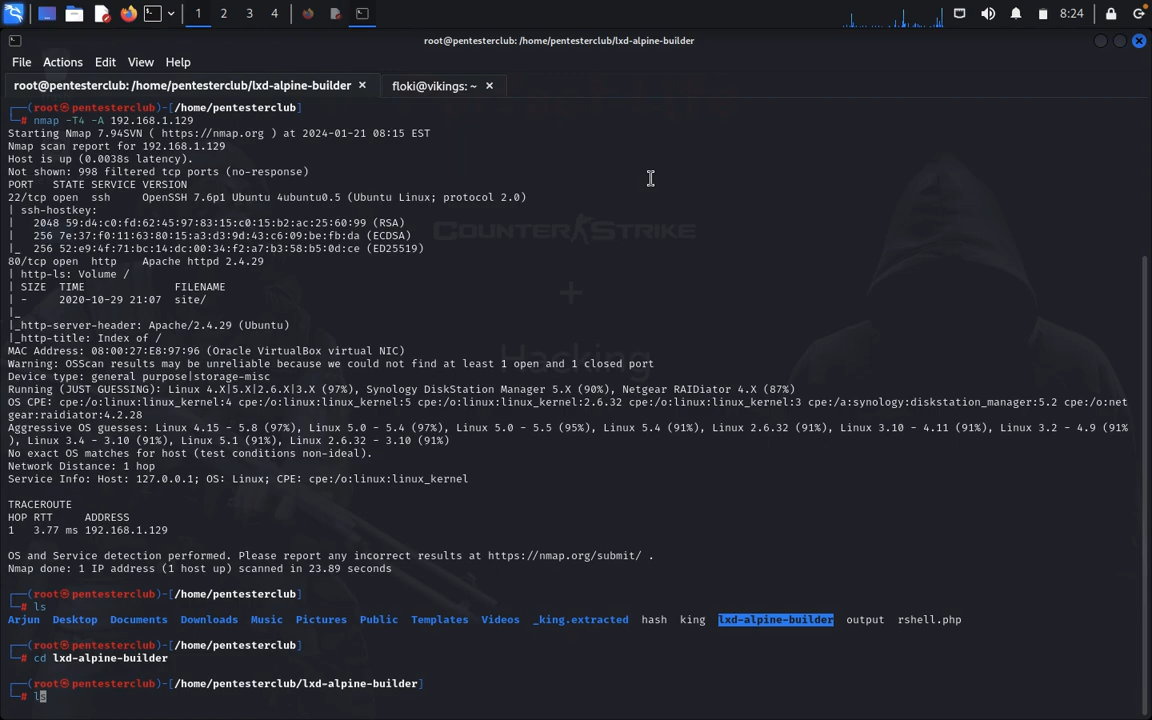 1 2 3 4 8:24
root@pentesterclub: /home/pentesterclub/lxd-alpine-builder
File Actions Edit View Help
root@pentesterclub: /home/pentesterclub/lxd-alpine-builder × floki@vikings: ~ ×
┌──(root㉿pentesterclub)-[/home/pentesterclub]
└─# nmap -T4 -A 192.168.1.129
Starting Nmap 7.94SVN ( https://nmap.org ) at 2024-01-21 08:15 EST
Nmap scan report for 192.168.1.129
Host is up (0.0038s latency).
Not shown: 998 filtered tcp ports (no-response)
PORT   STATE SERVICE VERSION
22/tcp open  ssh     OpenSSH 7.6p1 Ubuntu 4ubuntu0.5 (Ubuntu Linux; protocol 2.0)
| ssh-hostkey:
|   2048 59:d4:c0:fd:62:45:97:83:15:c0:15:b2:ac:25:60:99 (RSA)
|   256 7e:37:f0:11:63:80:15:a3:d3:9d:43:c6:09:be:fb:da (ECDSA)
|_  256 52:e9:4f:71:bc:14:dc:00:34:f2:a7:b3:58:b5:0d:ce (ED25519)
80/tcp open  http    Apache httpd 2.4.29
| http-ls: Volume /
| SIZE  TIME              FILENAME
| -     2020-10-29 21:07  site/
|_
|_http-server-header: Apache/2.4.29 (Ubuntu)
|_http-title: Index of /
MAC Address: 08:00:27:E8:97:96 (Oracle VirtualBox virtual NIC)
Warning: OSScan results may be unreliable because we could not find at least 1 open and 1 closed port
Device type: general purpose|storage-misc
Running (JUST GUESSING): Linux 4.X|5.X|2.6.X|3.X (97%), Synology DiskStation Manager 5.X (90%), Netgear RAIDiator 4.X (87%)
OS CPE: cpe:/o:linux:linux_kernel:4 cpe:/o:linux:linux_kernel:5 cpe:/o:linux:linux_kernel:2.6.32 cpe:/o:linux:linux_kernel:3 cpe:/a:synology:diskstation_manager:5.2 cpe:/o:net
gear:raidiator:4.2.28
Aggressive OS guesses: Linux 4.15 - 5.8 (97%), Linux 5.0 - 5.4 (97%), Linux 5.0 - 5.5 (95%), Linux 5.4 (91%), Linux 2.6.32 (91%), Linux 3.10 - 4.11 (91%), Linux 3.2 - 4.9 (91%
), Linux 3.4 - 3.10 (91%), Linux 5.1 (91%), Linux 2.6.32 - 3.10 (91%)
No exact OS matches for host (test conditions non-ideal).
Network Distance: 1 hop
Service Info: Host: 127.0.0.1; OS: Linux; CPE: cpe:/o:linux:linux_kernel
TRACEROUTE
HOP RTT     ADDRESS
1   3.77 ms 192.168.1.129
OS and Service detection performed. Please report any incorrect results at https://nmap.org/submit/ .
Nmap done: 1 IP address (1 host up) scanned in 23.89 seconds
┌──(root㉿pentesterclub)-[/home/pentesterclub]
└─# ls
Arjun  Desktop  Documents  Downloads  Music  Pictures  Public  Templates  Videos  _king.extracted  hash  king  lxd-alpine-builder  output  rshell.php
┌──(root㉿pentesterclub)-[/home/pentesterclub]
└─# cd lxd-alpine-builder
┌──(root㉿pentesterclub)-[/home/pentesterclub/lxd-alpine-builder]
└─# ls
COUNTER STRIKE
+
Hacking